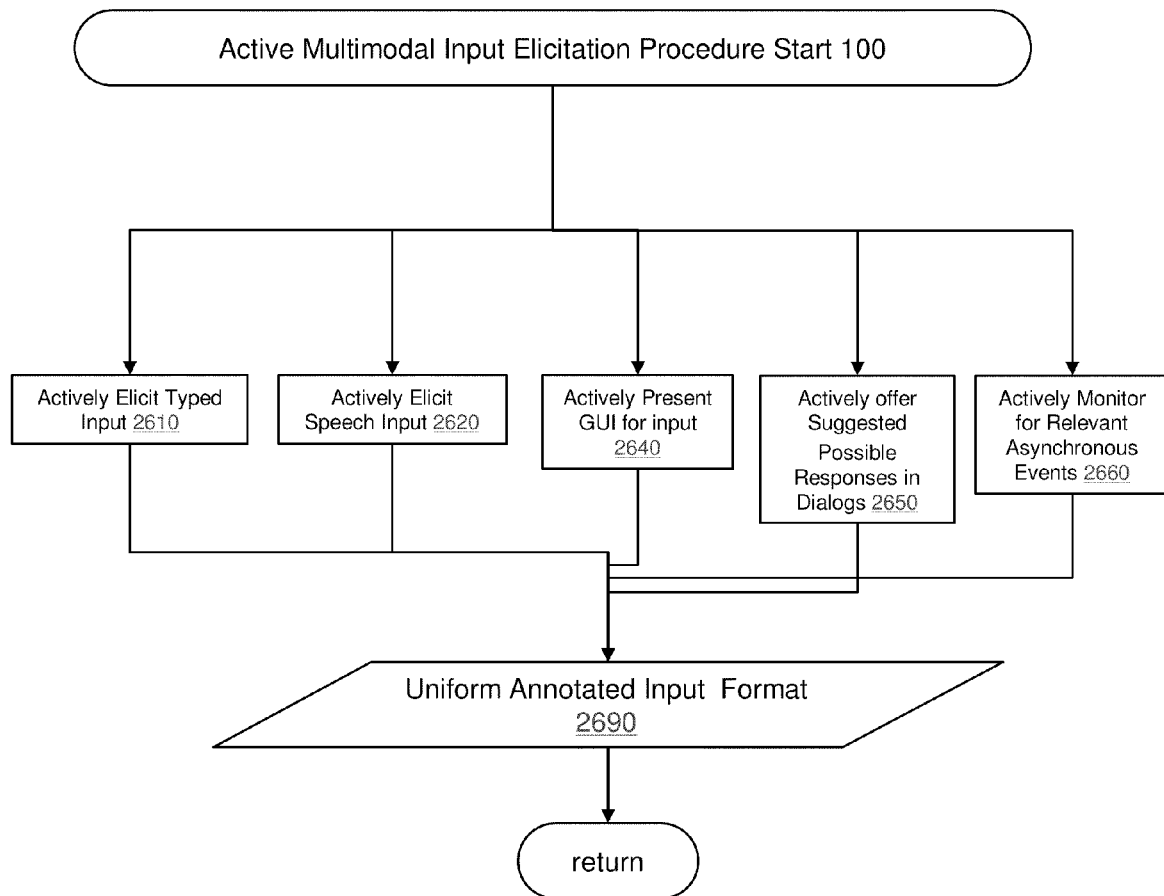 Active Multimodal Input Elicitation Procedure Start 100
Actively Elicit Typed
Input 2610
Actively Elicit
Speech Input 2620
Actively Present
GUI for input
2640
Actively offer
Suggested
Possible
Responses in
Dialogs 2650
Actively Monitor
for Relevant
Asynchronous
Events 2660
Uniform Annotated Input Format
2690
return